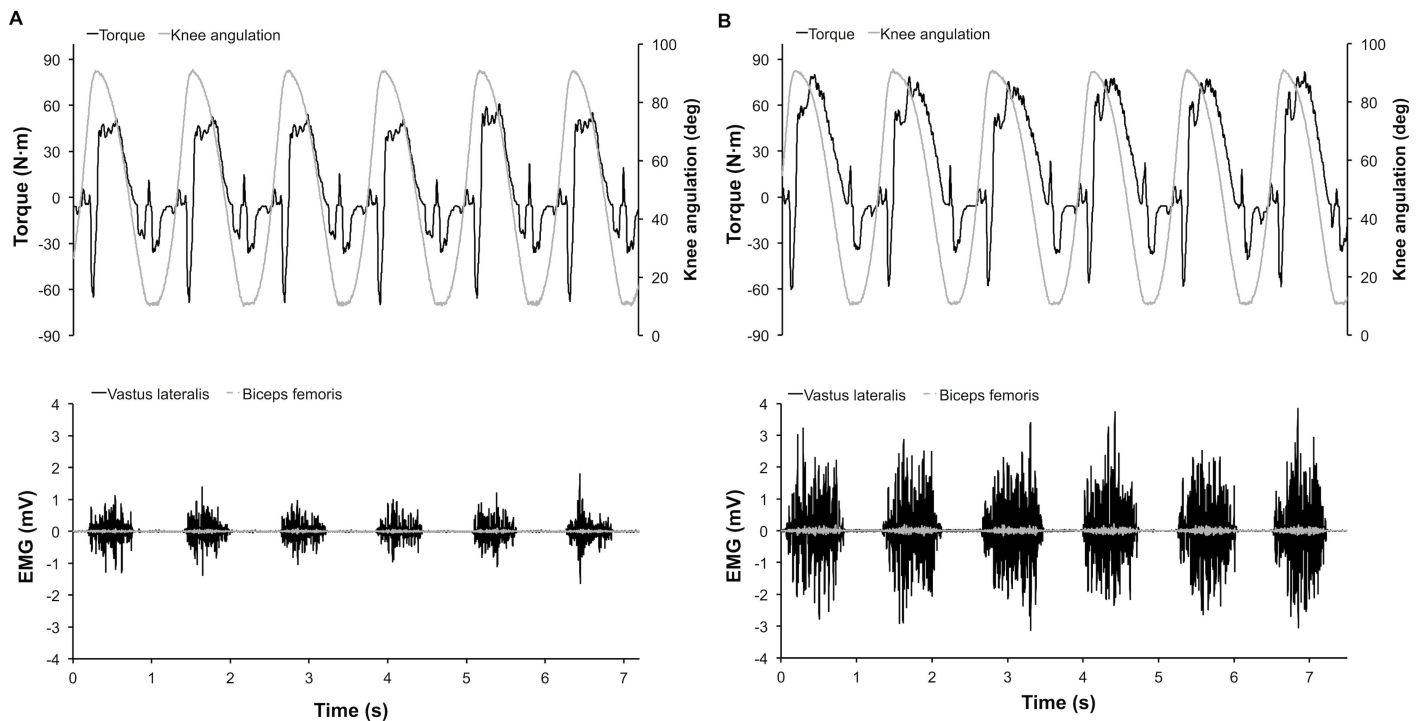 A
Torque Knee angulation
90
60
30
0
-30
-60
-90
Torque (N·m)
100
80
60
40
20
0
Knee angulation (deg)
Vastus lateralis Biceps femoris
4
3
2
1
0
-1
-2
-3
-4
EMG (mV)
0 1 2 3 4 5 6 7
Time (s)
B
Torque Knee angulation
90
60
30
0
-30
-60
-90
Torque (N·m)
100
80
60
40
20
0
Knee angulation (deg)
Vastus lateralis Biceps femoris
4
3
2
1
0
-1
-2
-3
-4
EMG (mV)
0 1 2 3 4 5 6 7
Time (s)